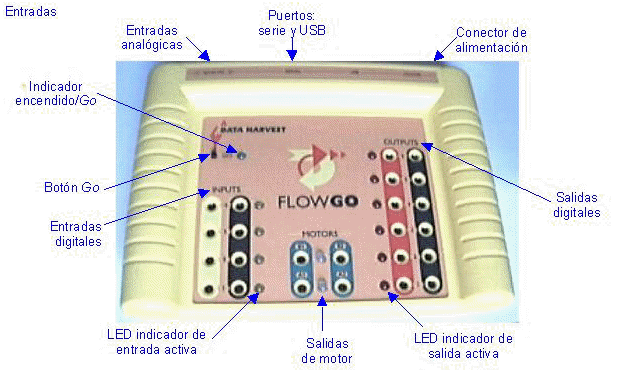 Entradas
Entradas
analógicas
Puertos:
serie y USB
Conector de
alimentación
Indicador
encendido/Go
DATA HARVEST
OUTPUTS
Botón Go
INPUTS
FLOWGO
Salidas
digitales
Entradas
digitales
MOTORS
LED indicador de
entrada activa
Salidas
de motor
LED indicador de
salida activa